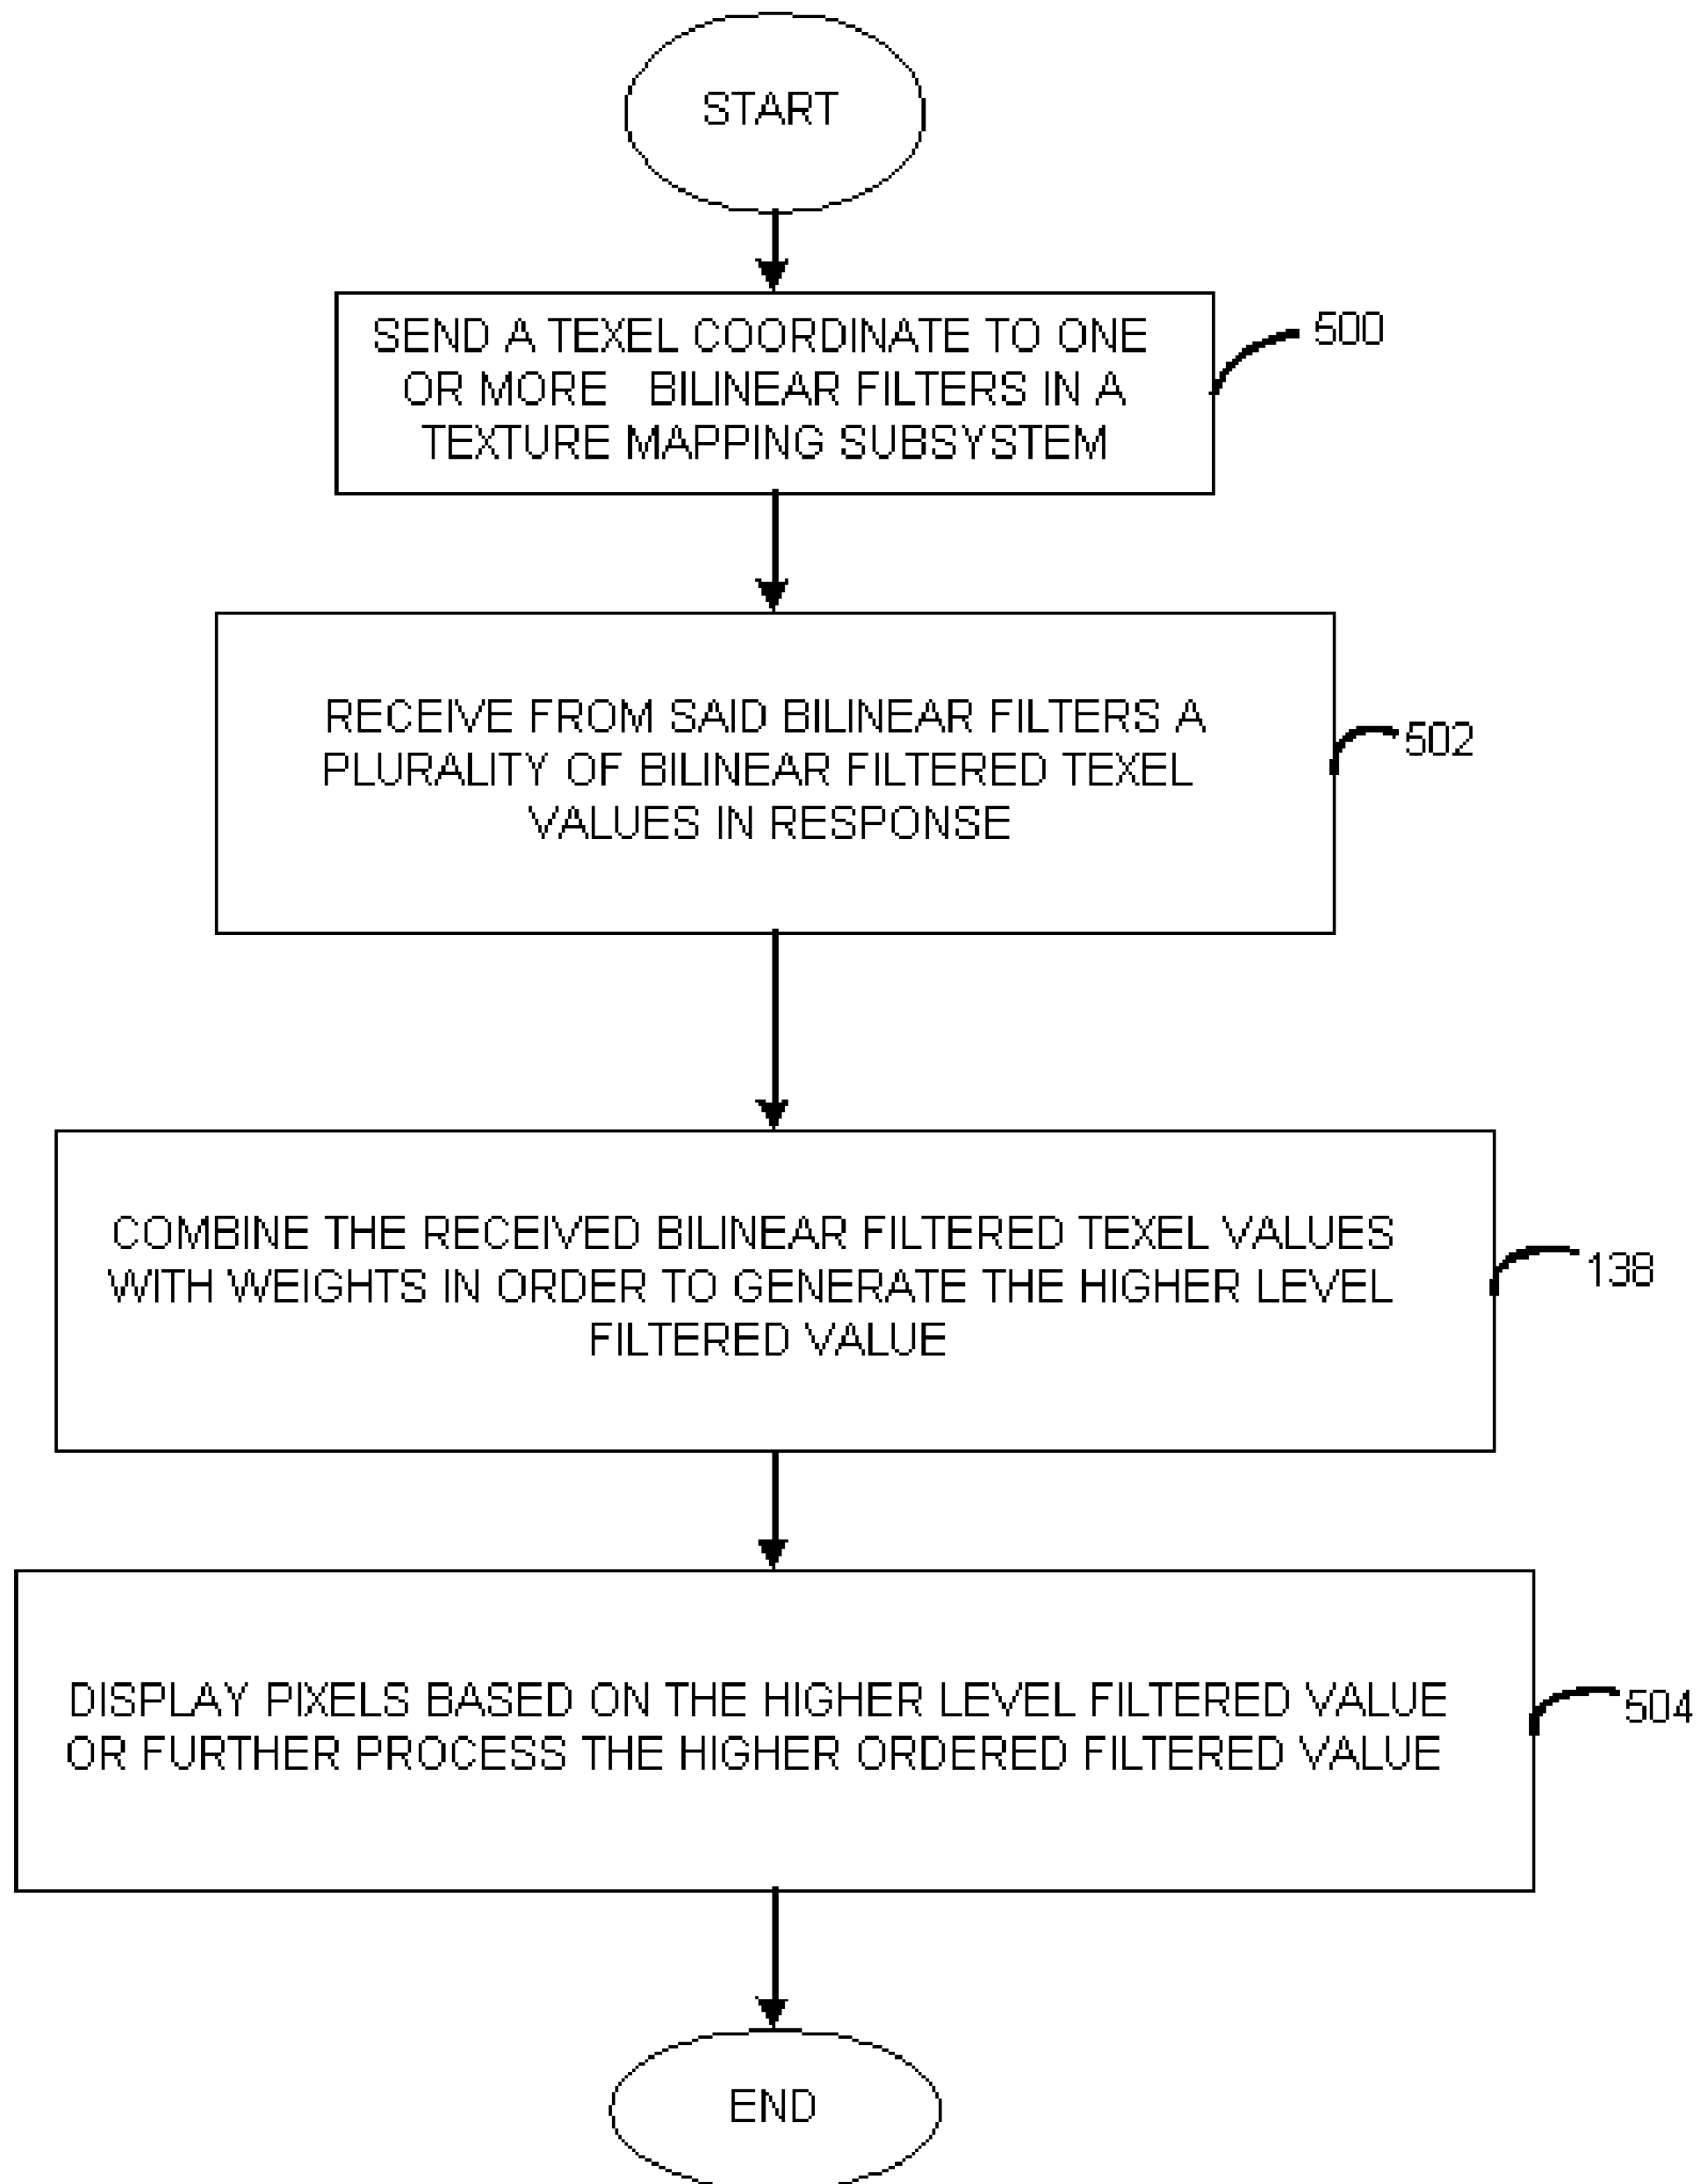 START
SEND A TEXEL COORDINATE TO ONE
OR MORE BILINEAR FILTERS IN A
TEXTURE MAPPING SUBSYSTEM
500
RECEIVE FROM SAID BILINEAR FILTERS A
PLURALITY OF BILINEAR FILTERED TEXEL
VALUES IN RESPONSE
502
COMBINE THE RECEIVED BILINEAR FILTERED TEXEL VALUES
WITH WEIGHTS IN ORDER TO GENERATE THE HIGHER LEVEL
FILTERED VALUE
138
DISPLAY PIXELS BASED ON THE HIGHER LEVEL FILTERED VALUE
OR FURTHER PROCESS THE HIGHER ORDERED FILTERED VALUE
504
END